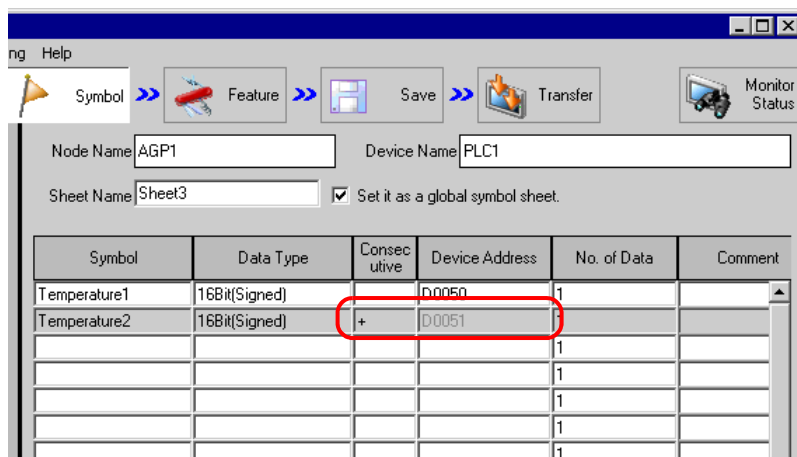 ng Help
Symbol Feature Save Transfer Monitor Status
Node Name AGP1 Device Name PLC1
Sheet Name Sheet3 Set it as a global symbol sheet.
Symbol Data Type Consecutive Device Address No. of Data Comment
Temperature1 16Bit(Signed) D0050 1
Temperature2 16Bit(Signed) + D0051 1
1
1
1
1
1